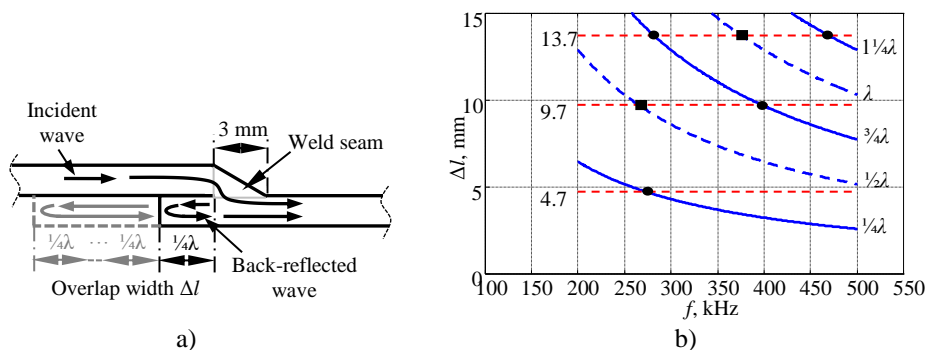 Incident
wave
3 mm
Weld seam
¼λ ... ¼λ ¼λ
Back-reflected
wave
Overlap width Δl
a)
Δl, mm
15
10
5
0
13.7
9.7
4.7
1¼λ
λ
¾λ
½λ
¼λ
100 150 200 250 300 350 400 450 500 550
f, kHz
b)